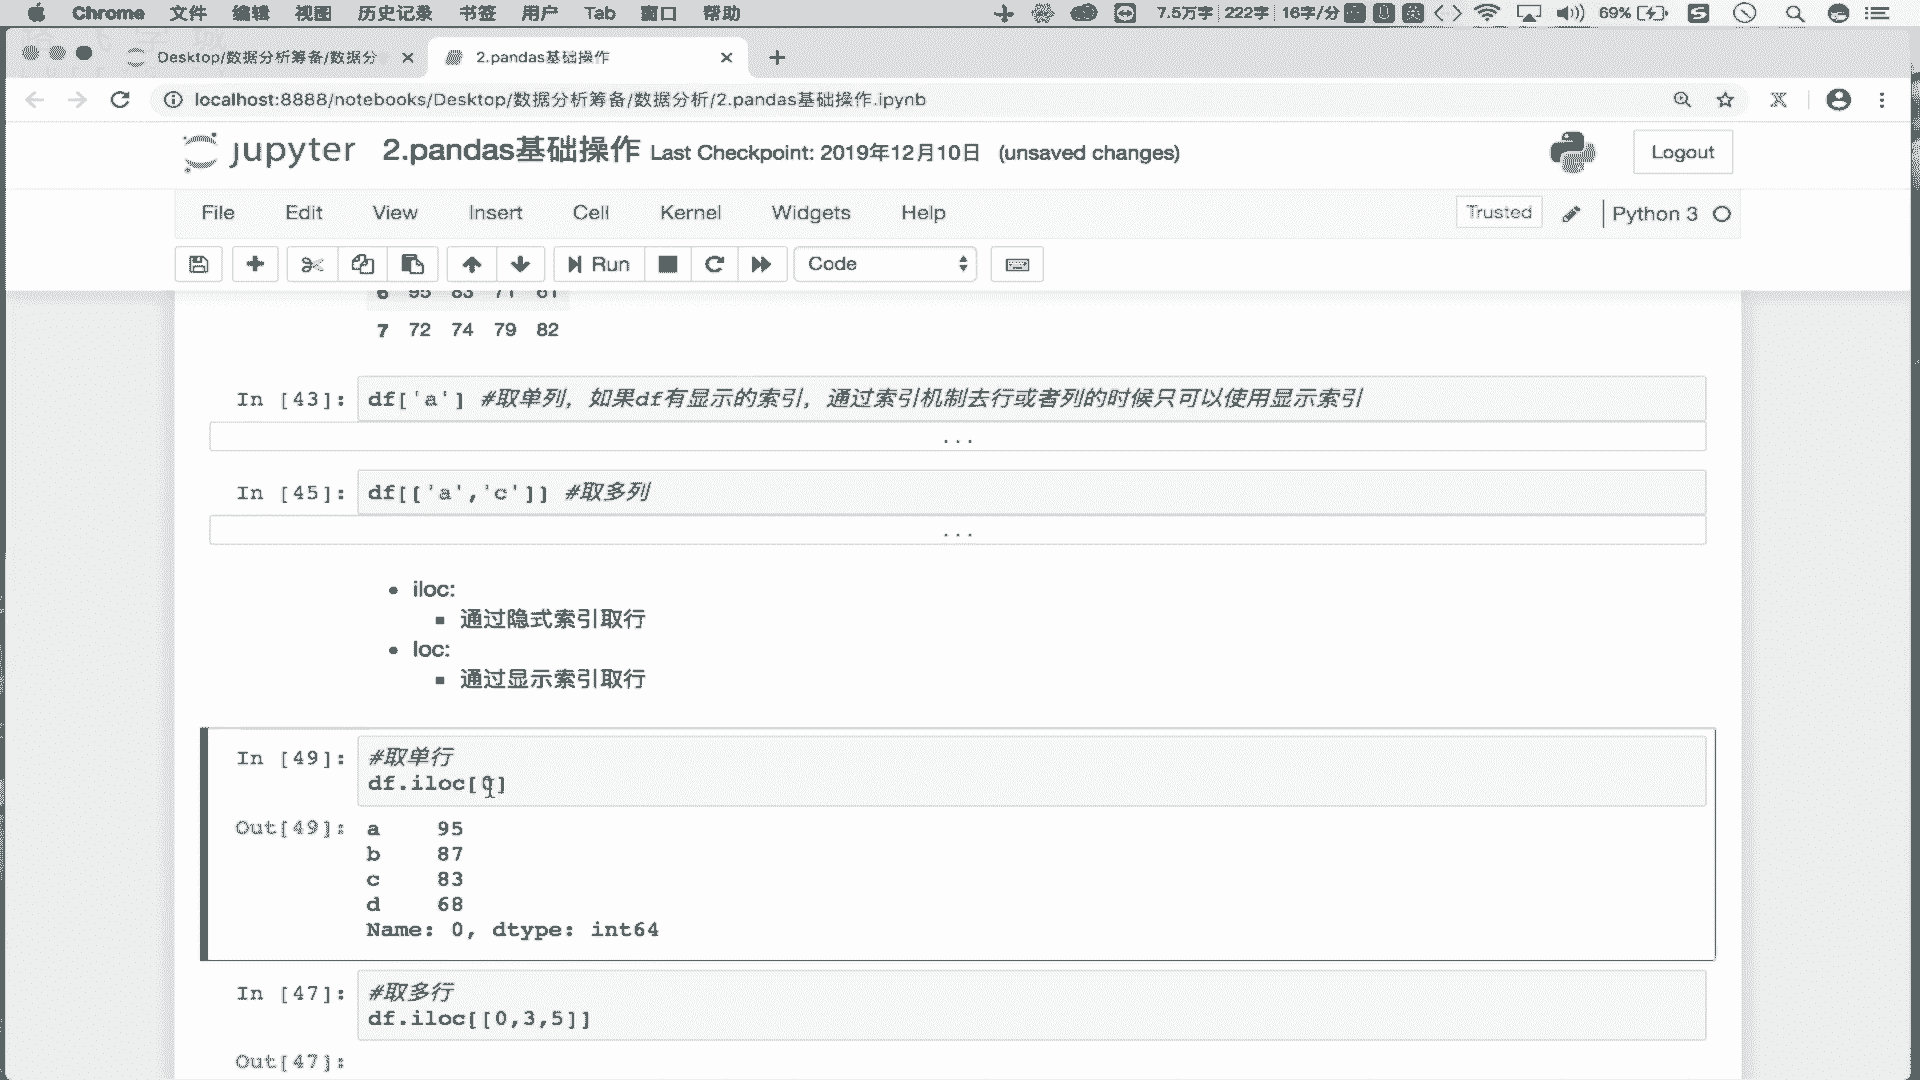 Chrome 文件 编辑 视图 历史记录 书签 用户 Tab 窗口 帮助 7.5万字 222字 16字/分 69%
Desktop/数据分析筹备/数据分 2.pandas基础操作
localhost:8888/notebooks/Desktop/数据分析筹备/数据分析/2.pandas基础操作.ipynb
jupyter 2.pandas基础操作 Last Checkpoint: 2019年12月10日 (unsaved changes) Logout
File Edit View Insert Cell Kernel Widgets Help Trusted Python 3
Run Code
6 95 83 71 61
7 72 74 79 82
In [43]: df['a'] #取单列，如果df有显示的索引，通过索引机制去行或者列的时候只可以使用显示索引
...
In [45]: df[['a','c']] #取多列
...
iloc:
通过隐式索引取行
loc:
通过显示索引取行
In [49]: #取单行
df.iloc[0]
Out[49]: a 95
b 87
c 83
d 68
Name: 0, dtype: int64
In [47]: #取多行
df.iloc[[0,3,5]]
Out[47]: